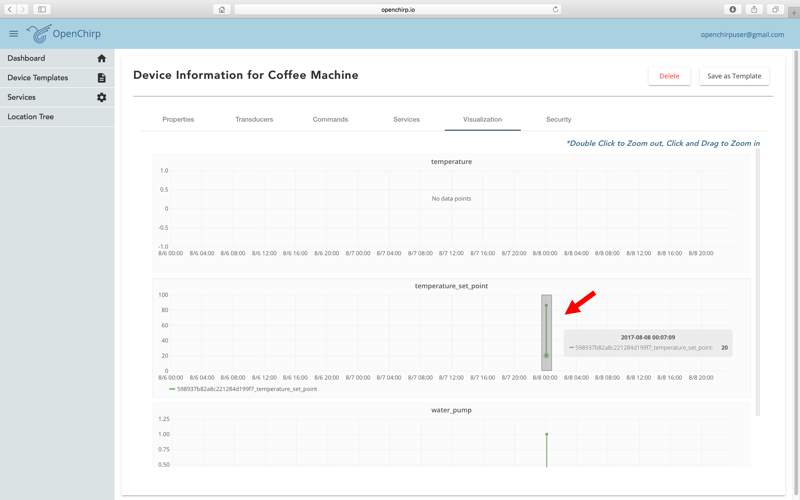 openchirp.io
OpenChirp
openchirpuser@gmail.com
Dashboard
Device Templates
Services
Location Tree
Device Information for Coffee Machine
Delete
Save as Template
Properties Transducers Commands Services Visualization Security
*Double Click to Zoom out, Click and Drag to Zoom in
temperature
1.0
0.5
0
-0.5
-1.0
No data points
8/6 00:00 8/6 04:00 8/6 08:00 8/6 12:00 8/6 16:00 8/6 20:00 8/7 00:00 8/7 04:00 8/7 08:00 8/7 12:00 8/7 16:00 8/7 20:00 8/8 00:00 8/8 04:00 8/8 08:00 8/8 12:00 8/8 16:00 8/8 20:00
temperature_set_point
100
80
60
40
20
0
2017-08-08 00:07:09
598937b82a8c221284d199f7_temperature_set_point: 20
8/6 00:00 8/6 04:00 8/6 08:00 8/6 12:00 8/6 16:00 8/6 20:00 8/7 00:00 8/7 04:00 8/7 08:00 8/7 12:00 8/7 16:00 8/7 20:00 8/8 00:00 8/8 04:00 8/8 08:00 8/8 12:00 8/8 16:00 8/8 20:00
598937b82a8c221284d199f7_temperature_set_point
water_pump
1.25
1.00
0.75
0.50